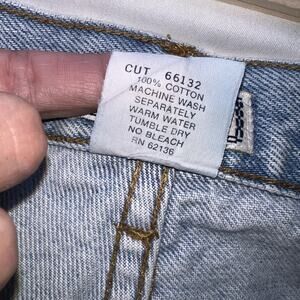 CUT 66132
100% COTTON
MACHINE WASH
SEPARATELY
WARM WATER
TUMBLE DRY
NO BLEACH
RN 62136